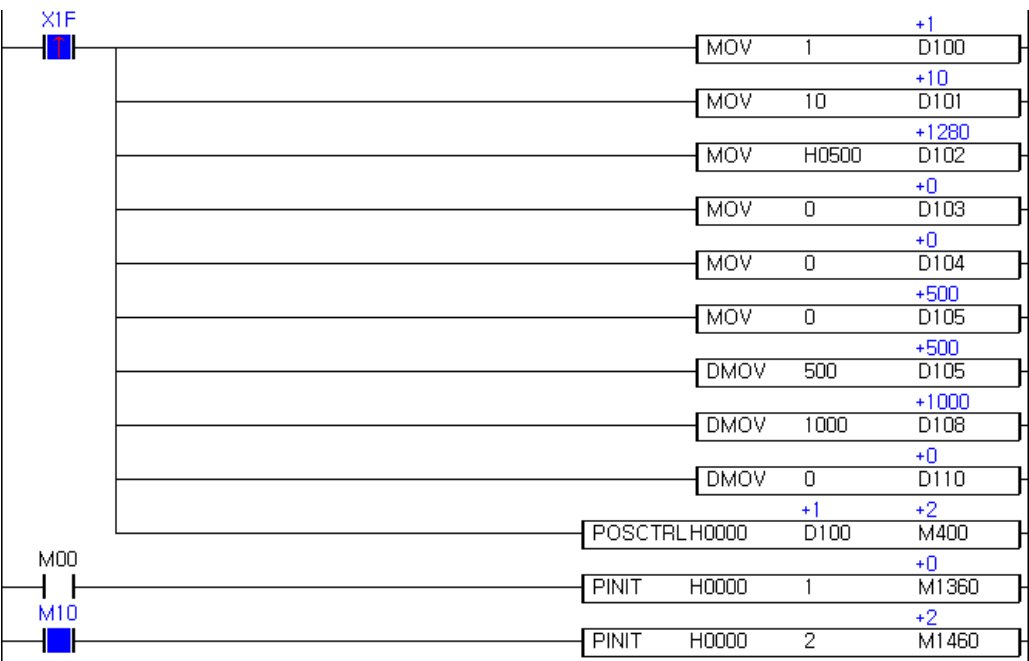 X1F
+1
MOV 1 D100
+10
MOV 10 D101
+1280
MOV H0500 D102
+0
MOV 0 D103
+0
MOV 0 D104
+500
MOV 0 D105
+500
DMOV 500 D105
+1000
DMOV 1000 D108
+0
DMOV 0 D110
+1 +2
POSCTRLH0000 D100 M400
M00
+0
PINIT H0000 1 M1360
M10
+2
PINIT H0000 2 M1460